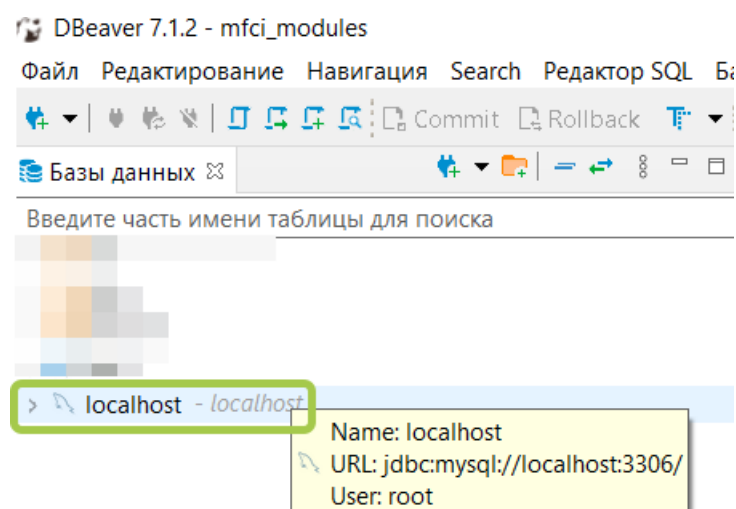 DBeaver 7.1.2 - mfci_modules
Файл Редактирование Навигация Search Редактор SQL
Commit Rollback
Базы данных
Введите часть имени таблицы для поиска
localhost - localhost
Name: localhost
URL: jdbc:mysql://localhost:3306/
User: root